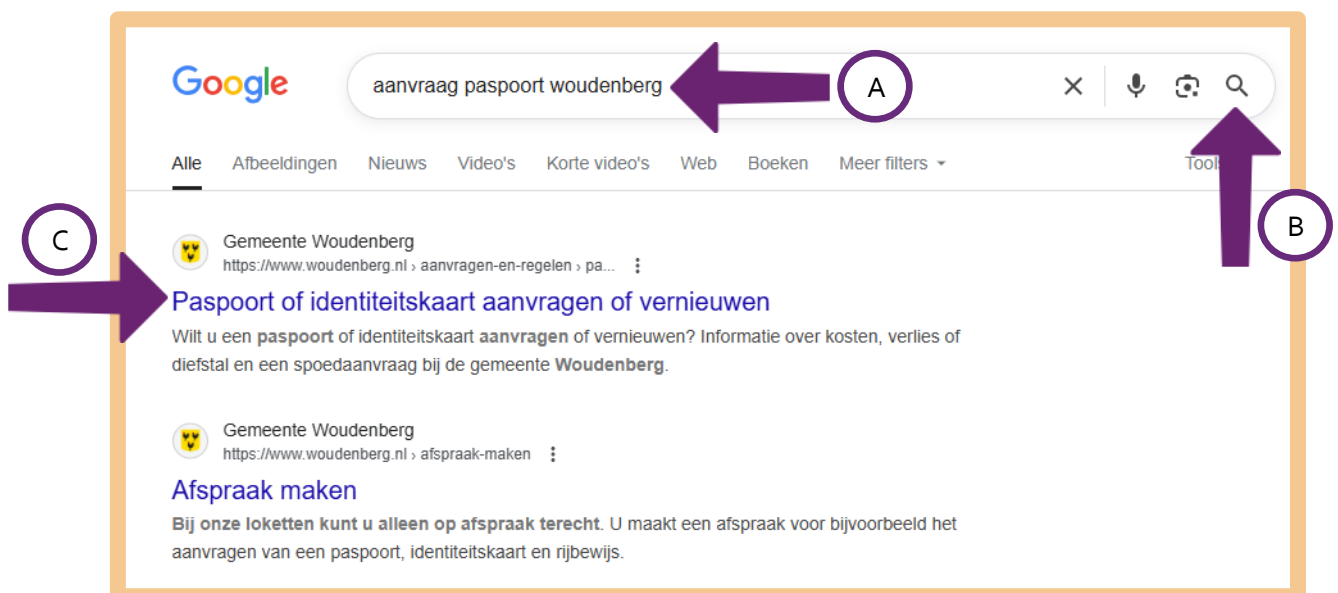 Google
aanvraag paspoort woudenberg
A
Alle Afbeeldingen Nieuws Video's Korte video's Web Boeken Meer filters
B
C
Gemeente Woudenberg
https://www.woudenberg.nl › aanvragen-en-regelen › pa...
Paspoort of identiteitskaart aanvragen of vernieuwen
Wilt u een paspoort of identiteitskaart aanvragen of vernieuwen? Informatie over kosten, verlies of
diefstal en een spoedaanvraag bij de gemeente Woudenberg.
Gemeente Woudenberg
https://www.woudenberg.nl › afspraak-maken
Afspraak maken
Bij onze loketten kunt u alleen op afspraak terecht. U maakt een afspraak voor bijvoorbeeld het
aanvragen van een paspoort, identiteitskaart en rijbewijs.